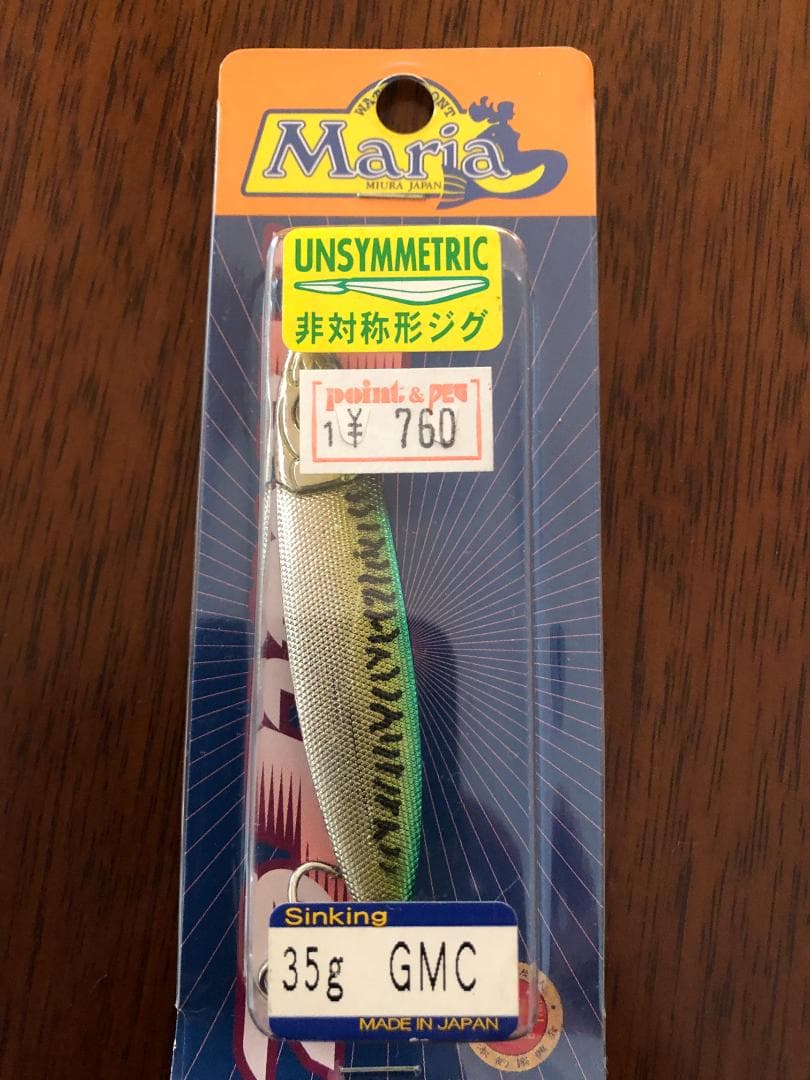 WATERFRONT
Maria
MIURA JAPAN
UNSYMMETRIC
非対称形ジグ
point &
1 ¥ 760
Sinking
35g GMC
MADE IN JAPAN